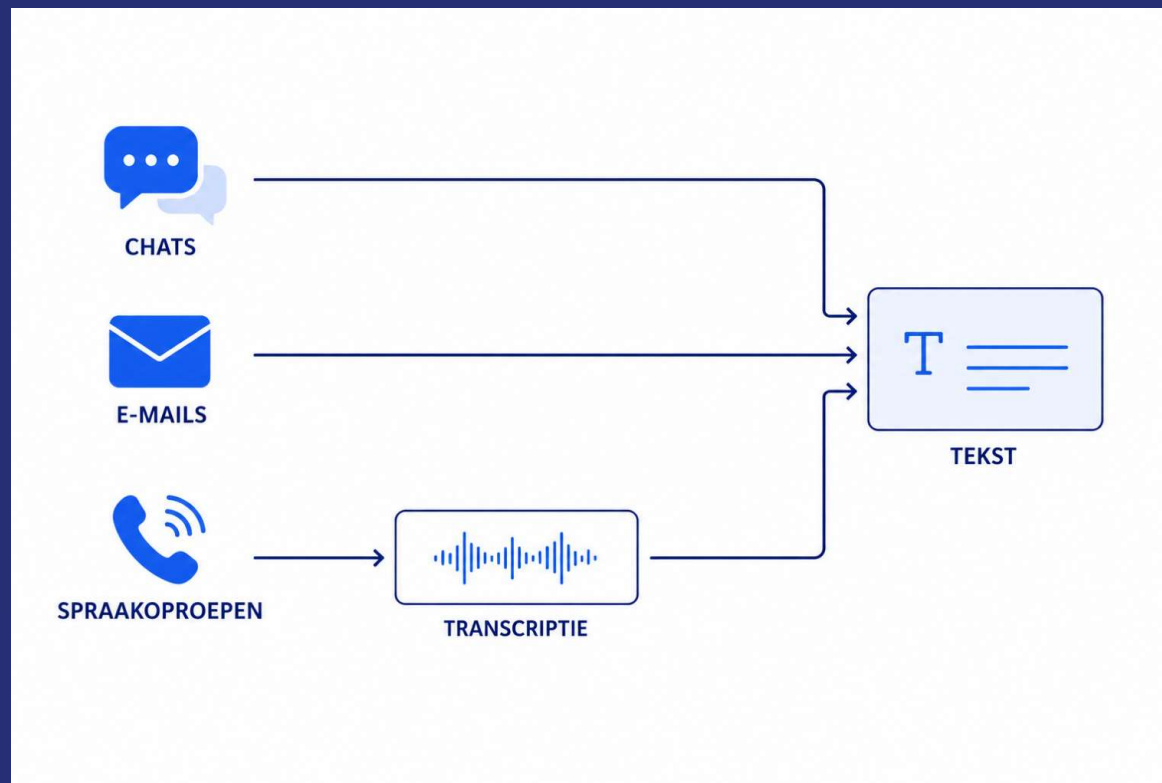 CHATS
E-MAILS
T
TEKST
SPRAAKOPROEPEN
TRANSCRIPTIE